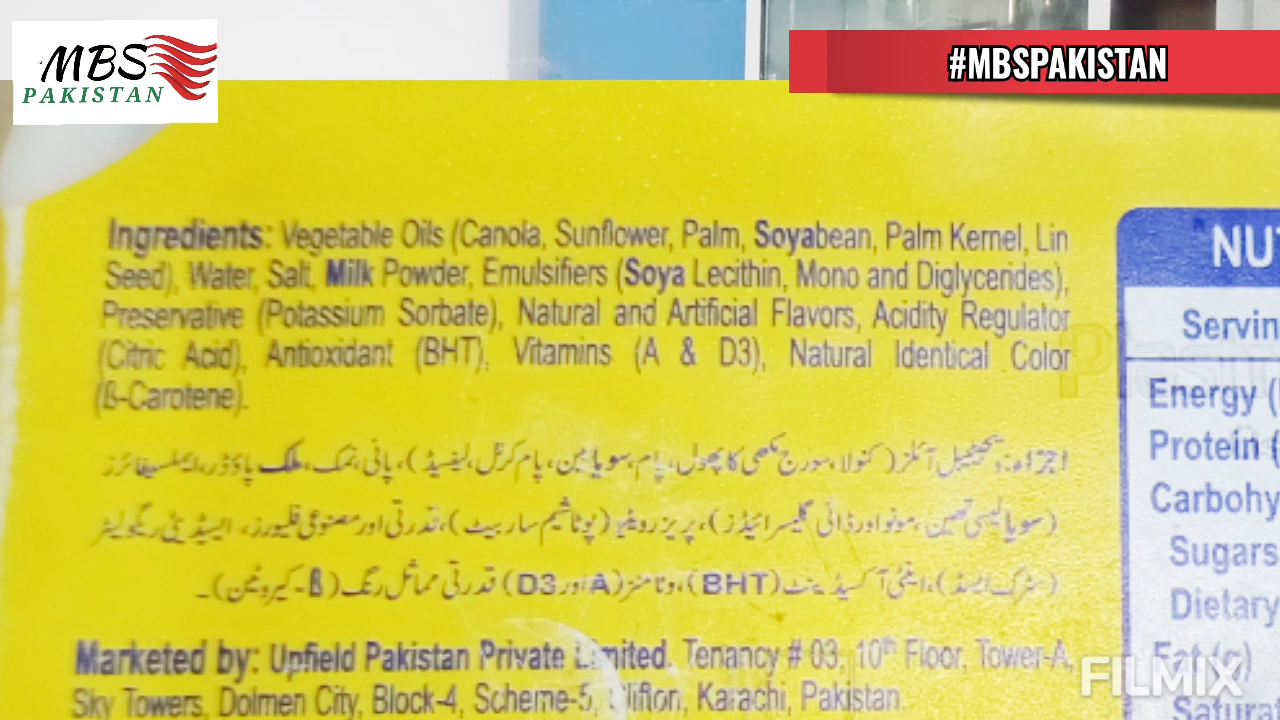 MBS
PAKISTAN
#MBSPAKISTAN
Ingredients: Vegetable Oils (Canola, Sunflower, Palm, Soyabean, Palm Kernel, Lin
Seed), Water, Salt, Milk Powder, Emulsifiers (Soya Lecithin, Mono and Diglycerides),
Preservative (Potassium Sorbate), Natural and Artificial Flavors, Acidity Regulator
(Citric Acid), Antioxidant (BHT), Vitamins (A & D3), Natural Identical Color
(ß-Carotene).
اجزاء: ویجیٹیبل آئلز (کنولا، سورج مکھی کا پھول، پام، سویابین، پام کرنل، لینسیڈ)، پانی، نمک، ملک پاؤڈر، ایملسیفائرز
(سویا لیسی تھین، مونو اور ڈائی گلیسرائیڈز)، پریزرویٹیو (پوٹاشیم ساربیٹ)، قدرتی اور مصنوعی فلیورز، ایسیڈیٹی ریگولیٹر
(سٹرک ایسڈ)، اینٹی آکسیڈینٹ (BHT)، وٹامنز (A اور D3) قدرتی مماثل رنگ (ß-کیروٹین)۔
Marketed by: Upfield Pakistan Private Limited. Tenancy # 03, 10th Floor, Tower-A,
Sky Towers, Dolmen City, Block-4, Scheme-5, Clifton, Karachi, Pakistan.
NU
Servin
Energy (
Protein (
Carbohy
Sugars
Dietary
Fat (g)
Satura
FILMIX